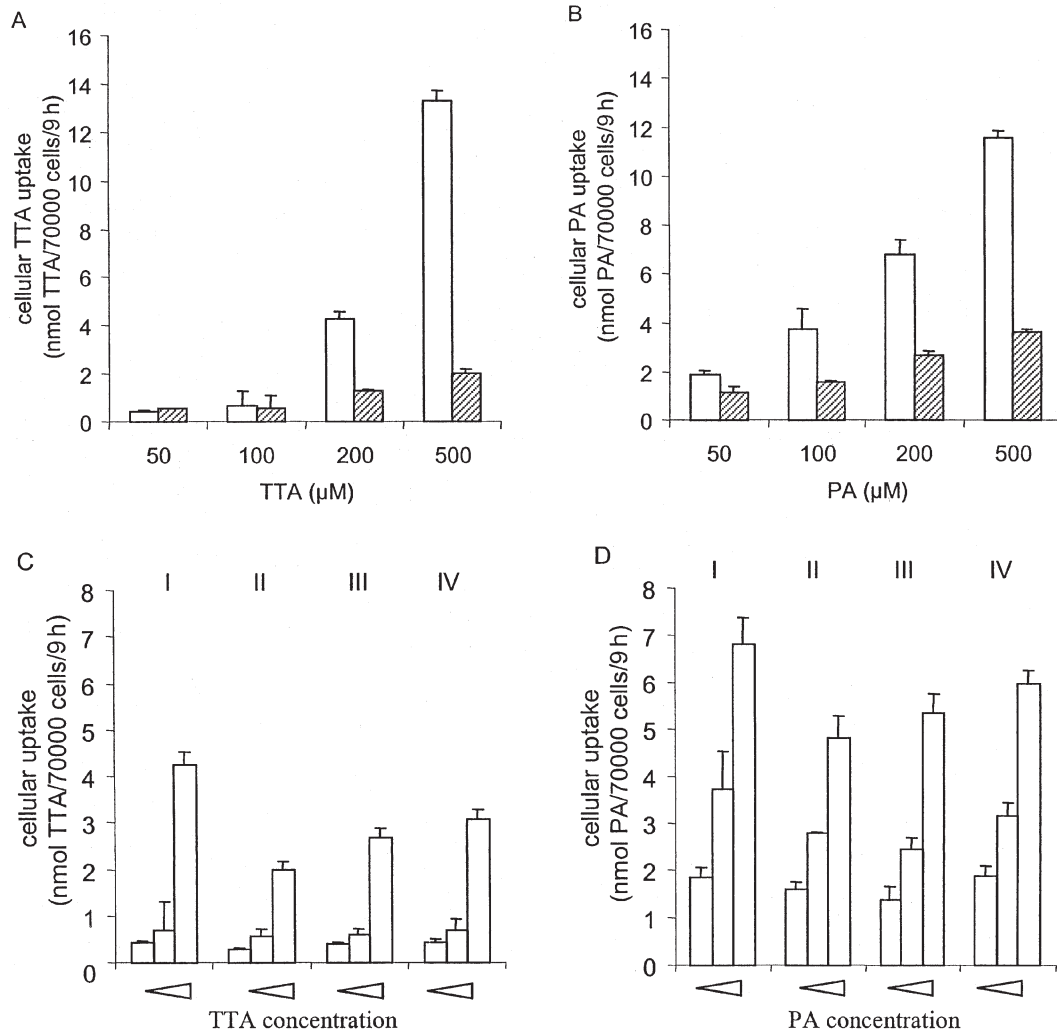 A
cellular TTA uptake
(nmol TTA/70000 cells/9 h)
16
14
12
10
8
6
4
2
0
50 100 200 500
TTA (µM)
B
cellular PA uptake
(nmol PA/70000 cells/9 h)
16
14
12
10
8
6
4
2
0
50 100 200 500
PA (µM)
C
I II III IV
cellular uptake
(nmol TTA/70000 cells/9 h)
8
7
6
5
4
3
2
1
0
TTA concentration
D
I II III IV
cellular uptake
(nmol PA/70000 cells/9 h)
8
7
6
5
4
3
2
1
0
PA concentration